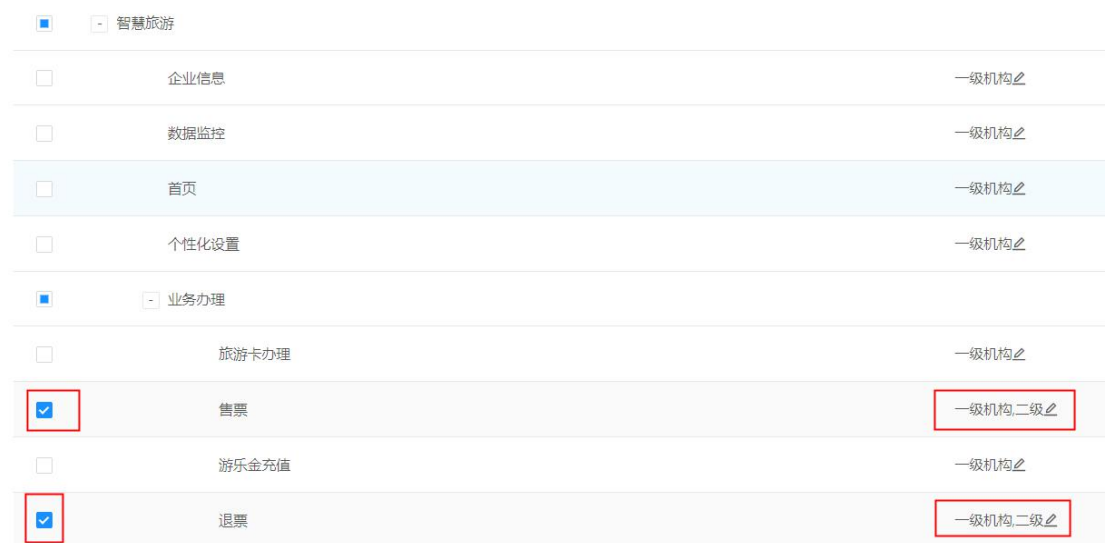 智慧旅游
企业信息 一级机构
数据监控 一级机构
首页 一级机构
个性化设置 一级机构
业务办理
旅游卡办理 一级机构
售票 一级机构,二级
游乐金充值 一级机构
退票 一级机构,二级